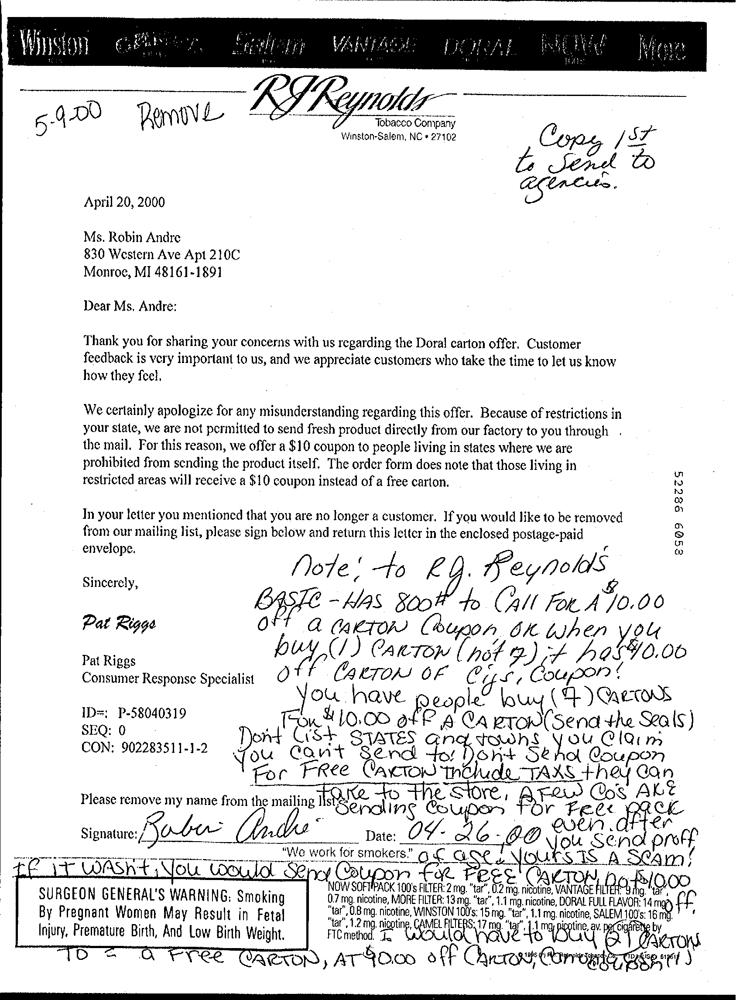 Winston CAMEL Salem VANTAGE DORAL NOW More
RJReynolds
Tobacco Company
Winston-Salem, NC • 27102
5-9-00 Remove
Copy 1ST
to Send to
agencies.
April 20, 2000
Ms. Robin Andre
830 Western Ave Apt 210C
Monroe, MI 48161-1891
Dear Ms. Andre:
Thank you for sharing your concerns with us regarding the Doral carton offer. Customer
feedback is very important to us, and we appreciate customers who take the time to let us know
how they feel.
We certainly apologize for any misunderstanding regarding this offer. Because of restrictions in
your state, we are not permitted to send fresh product directly from our factory to you through
the mail. For this reason, we offer a $10 coupon to people living in states where we are
prohibited from sending the product itself. The order form does note that those living in
restricted areas will receive a $10 coupon instead of a free carton.
In your letter you mentioned that you are no longer a customer. If you would like to be removed
from our mailing list, please sign below and return this letter in the enclosed postage-paid
envelope.
52286 6053
Sincerely,
Pat Riggs
Pat Riggs
Consumer Response Specialist
ID=: P-58040319
SEQ: 0
CON: 902283511-1-2
Note: to R.J. Reynold's
BASIC - HAS 800# to CAll FOR A $10.00
off a CARTON Coupon, OR when you
buy (1) CARTON (not 7) it has $10.00
off CARTON OF Cigs, Coupon!
You have people buy (7) CARTONS
FOR $10.00 off A CARTON (Send the Seals)
Dont List STATES and towns you Claim
You Can't Send to! Don't Send Coupon
For FREE CARTON include TAXS they can
take to the store, A Few Co's ARE
Sending Coupon For Free pack
even after
you send proff
of age. Yours IS A SCAM!
Please remove my name from the mailing list.
Signature: Robin Andre Date: 04-26-00
"We work for smokers."
IF IT WASN't, You would Send Coupon for FREE CARTON not $10.00
off,
SURGEON GENERAL'S WARNING: Smoking
By Pregnant Women May Result in Fetal
Injury, Premature Birth, And Low Birth Weight.
NOW SOFT PACK 100's FILTER: 2 mg. "tar", 0.2 mg. nicotine, VANTAGE FILTER: 9 mg. "tar",
0.7 mg. nicotine, MORE FILTER: 13 mg. "tar", 1.1 mg. nicotine, DORAL FULL FLAVOR: 14 mg.
"tar", 0.8 mg. nicotine, WINSTON 100's: 15 mg. "tar", 1.1 mg. nicotine, SALEM 100's: 16 mg.
"tar", 1.2 mg. nicotine, CAMEL FILTERS: 17 mg. "tar", 1.1 mg. nicotine, av. per cigarette by
FTC method.
I would have to buy 21 CARTONS
TO = a Free CARTON, AT $10.00 off CARTON,